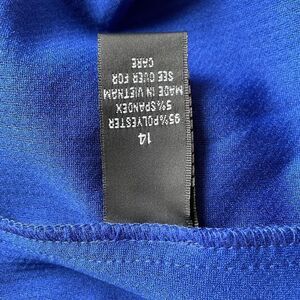 14
95%POLYESTER
5%SPANDEX
MADE IN VIETNAM
SEE OVER FOR
CARE